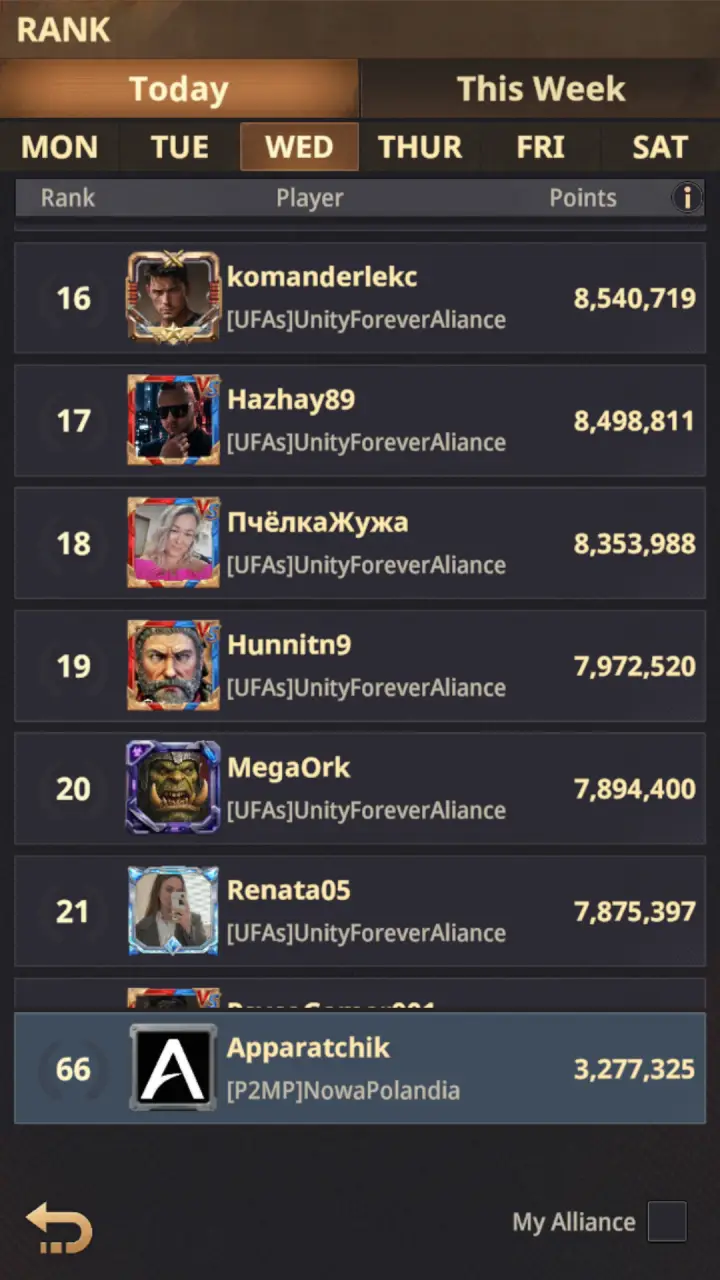 RANK
Today
This Week
MON TUE WED THUR FRI SAT
Rank Player Points i
16 komanderlekc 8,540,719
[UFAs]UnityForeverAliance
17 Hazhay89 8,498,811
[UFAs]UnityForeverAliance
18 ПчёлкаЖужа 8,353,988
[UFAs]UnityForeverAliance
19 Hunnitn9 7,972,520
[UFAs]UnityForeverAliance
20 MegaOrk 7,894,400
[UFAs]UnityForeverAliance
21 Renata05 7,875,397
[UFAs]UnityForeverAliance
66 Apparatchik 3,277,325
[P2MP]NowaPolandia
My Alliance